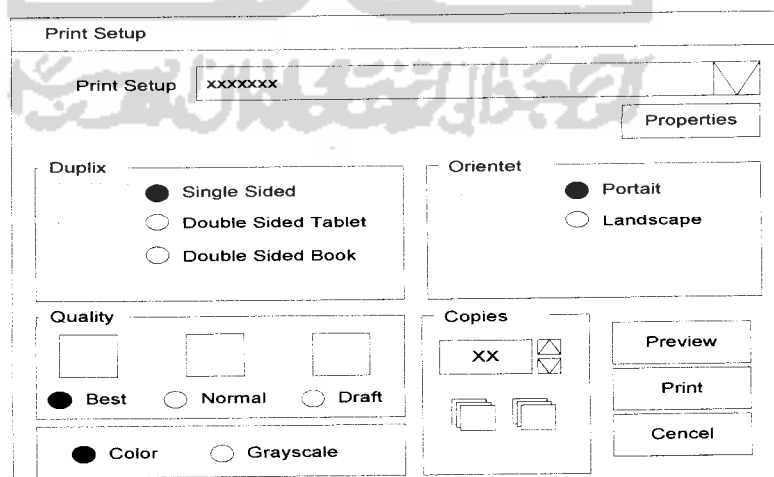 Print Setup
Print Setup xxxxxxx
Properties
Duplix
Single Sided
Double Sided Tablet
Double Sided Book
Orientet
Portait
Landscape
Quality
Best Normal Draft
Color Grayscale
Copies
XX
Preview
Print
Cencel